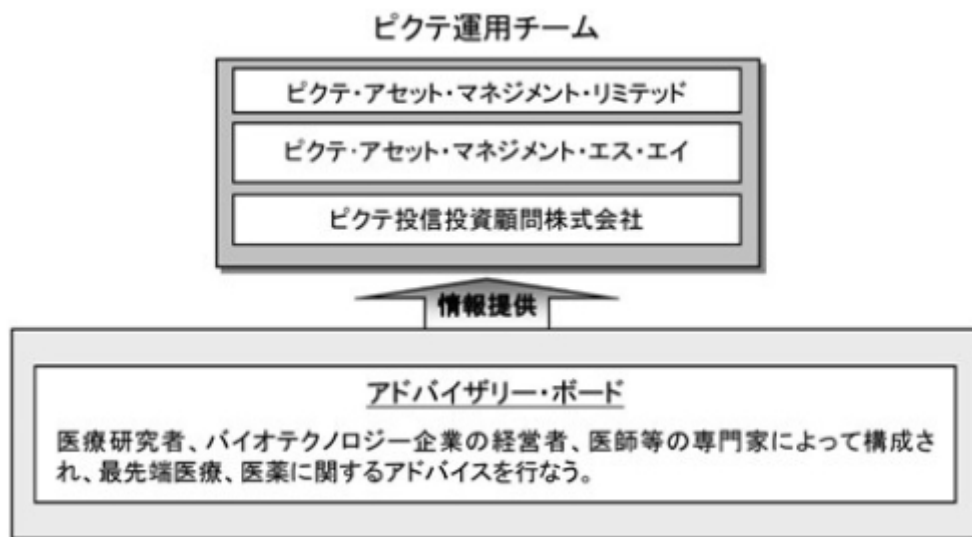 ピクテ運用チーム
ピクテ・アセット・マネジメント・リミテッド
ピクテ・アセット・マネジメント・エス・エイ
ピクテ投信投資顧問株式会社
情報提供
アドバイザリー・ボード
医療研究者、バイオテクノロジー企業の経営者、医師等の専門家によって構成さ
れ、最先端医療、医薬に関するアドバイスを行なう。